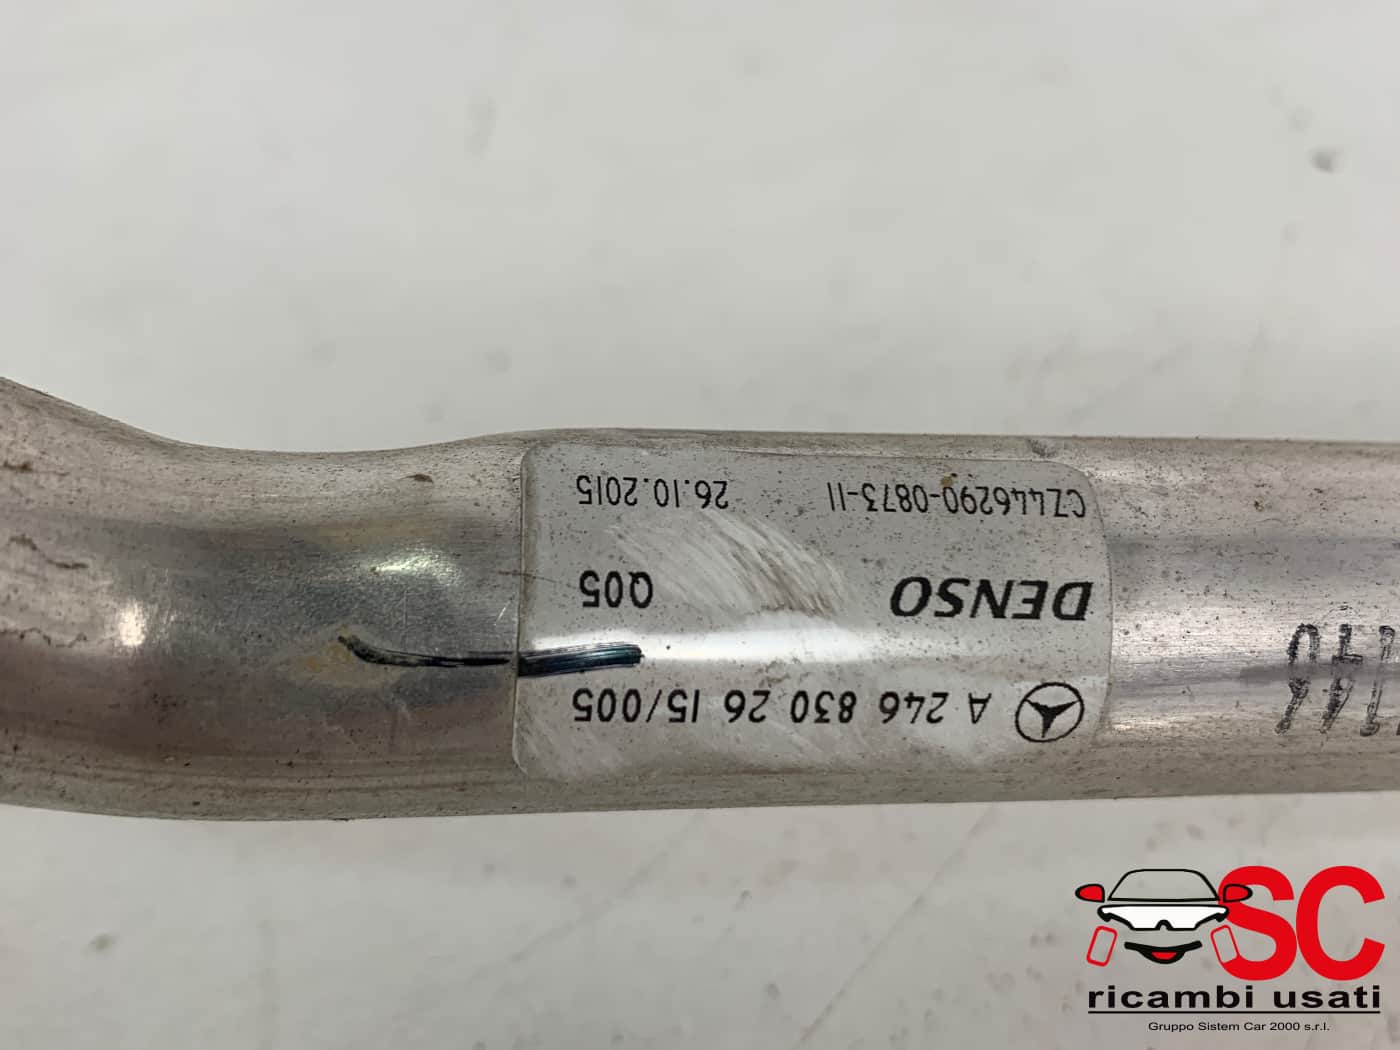 A 246 830 26 15/005
DENSO Q05
CZ446290-0873-11 26.10.2015
SC
ricambi usati
Gruppo Sistem Car 2000 s.r.l.